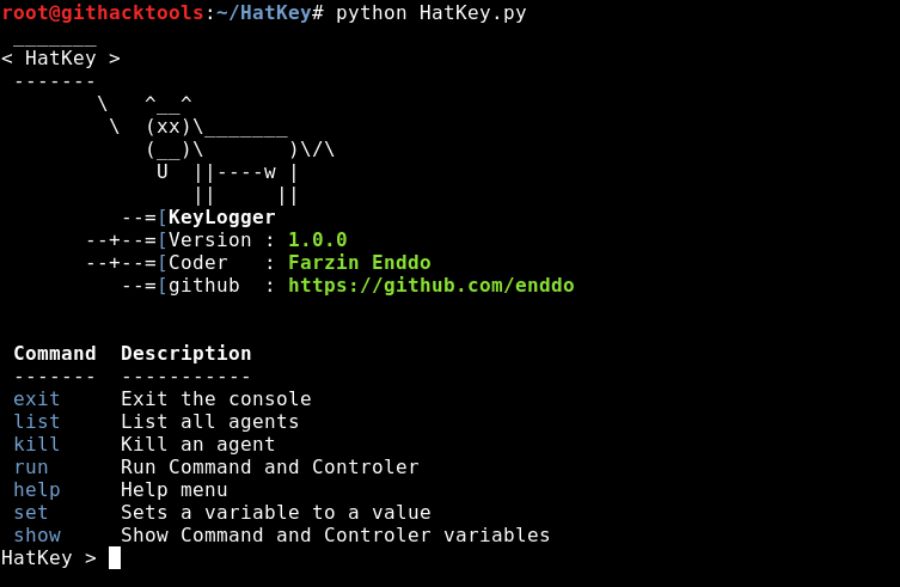 root@githacktools:~/HatKey# python HatKey.py
 _______
< HatKey >
 -------
        \   ^__^
         \  (xx)\_______
            (__)\       )\/\
             U  ||----w |
                ||     ||
          --=[KeyLogger
       --+--=[Version : 1.0.0
       --+--=[Coder   : Farzin Enddo
          --=[github  : https://github.com/enddo
 Command  Description
 -------  -----------
 exit     Exit the console
 list     List all agents
 kill     Kill an agent
 run      Run Command and Controler
 help     Help menu
 set      Sets a variable to a value
 show     Show Command and Controler variables
HatKey >